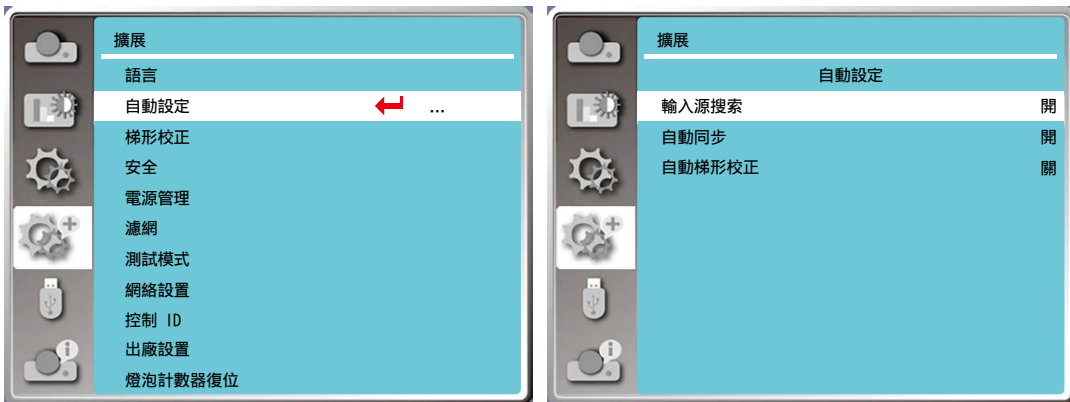 擴展
語言
自動設定 ...
梯形校正
安全
電源管理
濾網
測試模式
網絡設置
控制 ID
出廠設置
燈泡計數器復位
擴展
自動設定
輸入源搜索 開
自動同步 開
自動梯形校正 關